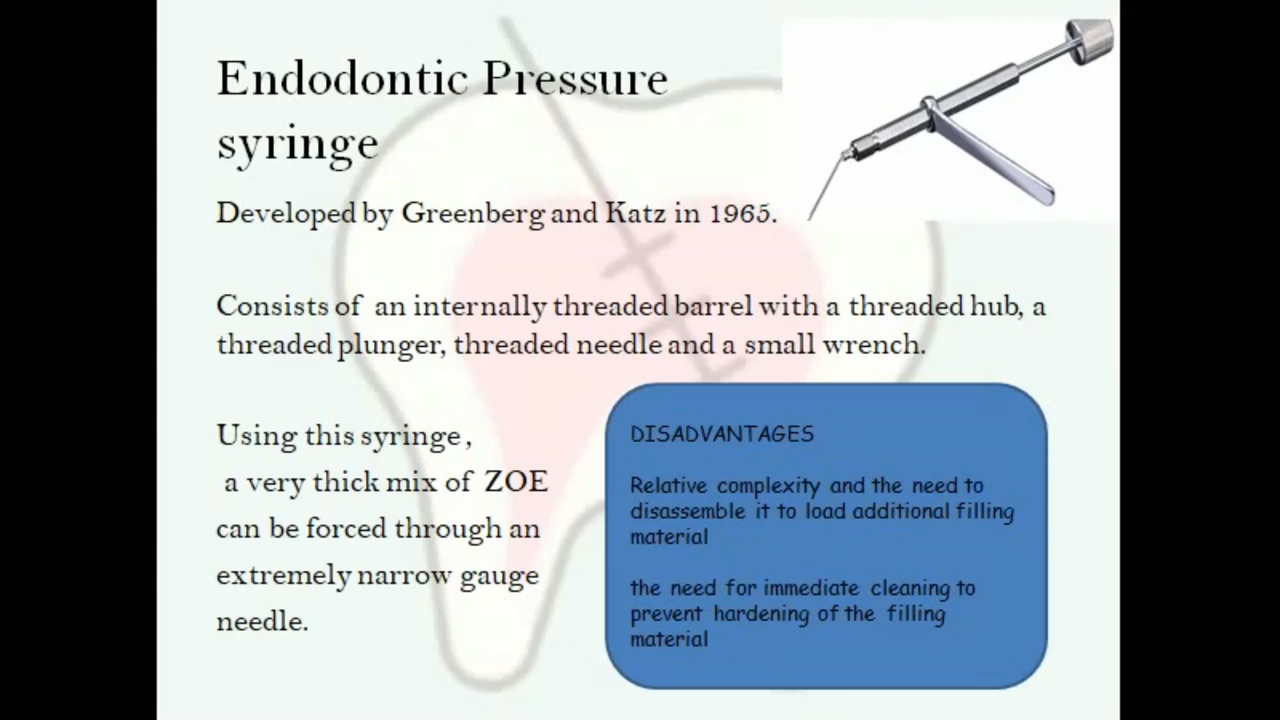 Endodontic Pressure
syringe
Developed by Greenberg and Katz in 1965.
Consists of an internally threaded barrel with a threaded hub, a
threaded plunger, threaded needle and a small wrench.
Using this syringe ,
a very thick mix of ZOE
can be forced through an
extremely narrow gauge
needle.
DISADVANTAGES
Relative complexity and the need to
disassemble it to load additional filling
material
the need for immediate cleaning to
prevent hardening of the filling
material